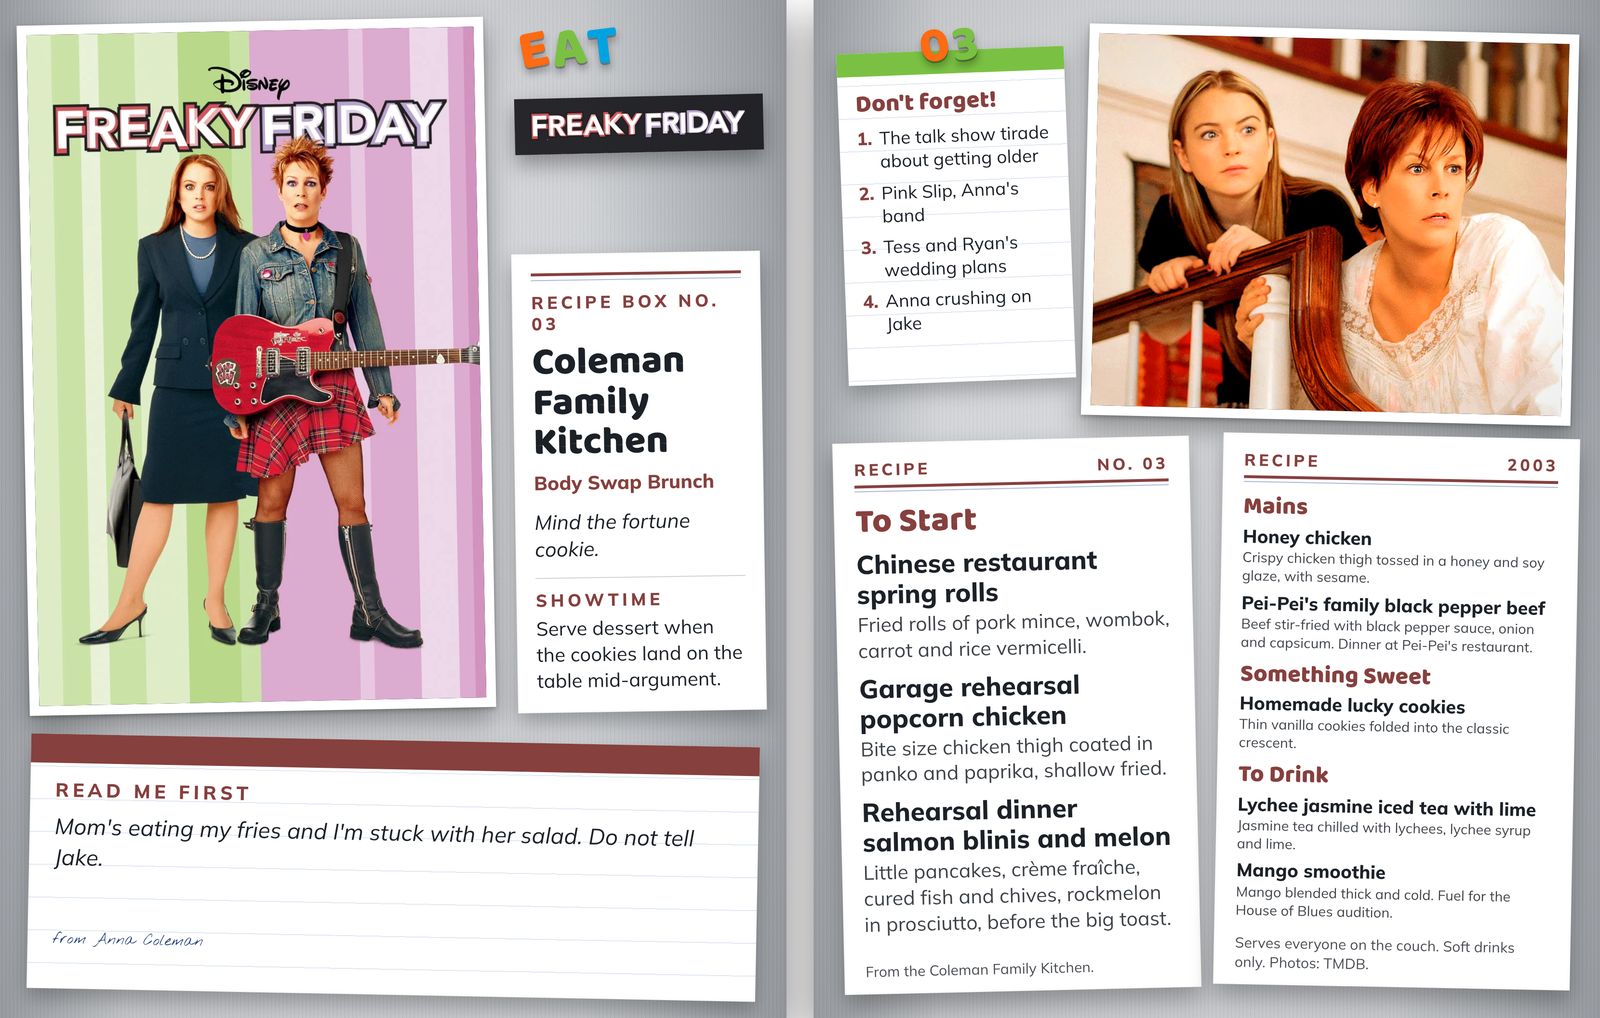 Disney
FREAKY FRIDAY
EAT
FREAKY FRIDAY
RECIPE BOX NO.
03
Coleman
Family
Kitchen
Body Swap Brunch
Mind the fortune
cookie.
SHOWTIME
Serve dessert when
the cookies land on the
table mid-argument.
READ ME FIRST
Mom's eating my fries and I'm stuck with her salad. Do not tell
Jake.
from Anna Coleman
03
Don't forget!
1. The talk show tirade
about getting older
2. Pink Slip, Anna's
band
3. Tess and Ryan's
wedding plans
4. Anna crushing on
Jake
RECIPE NO. 03
To Start
Chinese restaurant
spring rolls
Fried rolls of pork mince, wombok,
carrot and rice vermicelli.
Garage rehearsal
popcorn chicken
Bite size chicken thigh coated in
panko and paprika, shallow fried.
Rehearsal dinner
salmon blinis and melon
Little pancakes, crème fraîche,
cured fish and chives, rockmelon
in prosciutto, before the big toast.
From the Coleman Family Kitchen.
RECIPE 2003
Mains
Honey chicken
Crispy chicken thigh tossed in a honey and soy
glaze, with sesame.
Pei-Pei's family black pepper beef
Beef stir-fried with black pepper sauce, onion
and capsicum. Dinner at Pei-Pei's restaurant.
Something Sweet
Homemade lucky cookies
Thin vanilla cookies folded into the classic
crescent.
To Drink
Lychee jasmine iced tea with lime
Jasmine tea chilled with lychees, lychee syrup
and lime.
Mango smoothie
Mango blended thick and cold. Fuel for the
House of Blues audition.
Serves everyone on the couch. Soft drinks
only. Photos: TMDB.